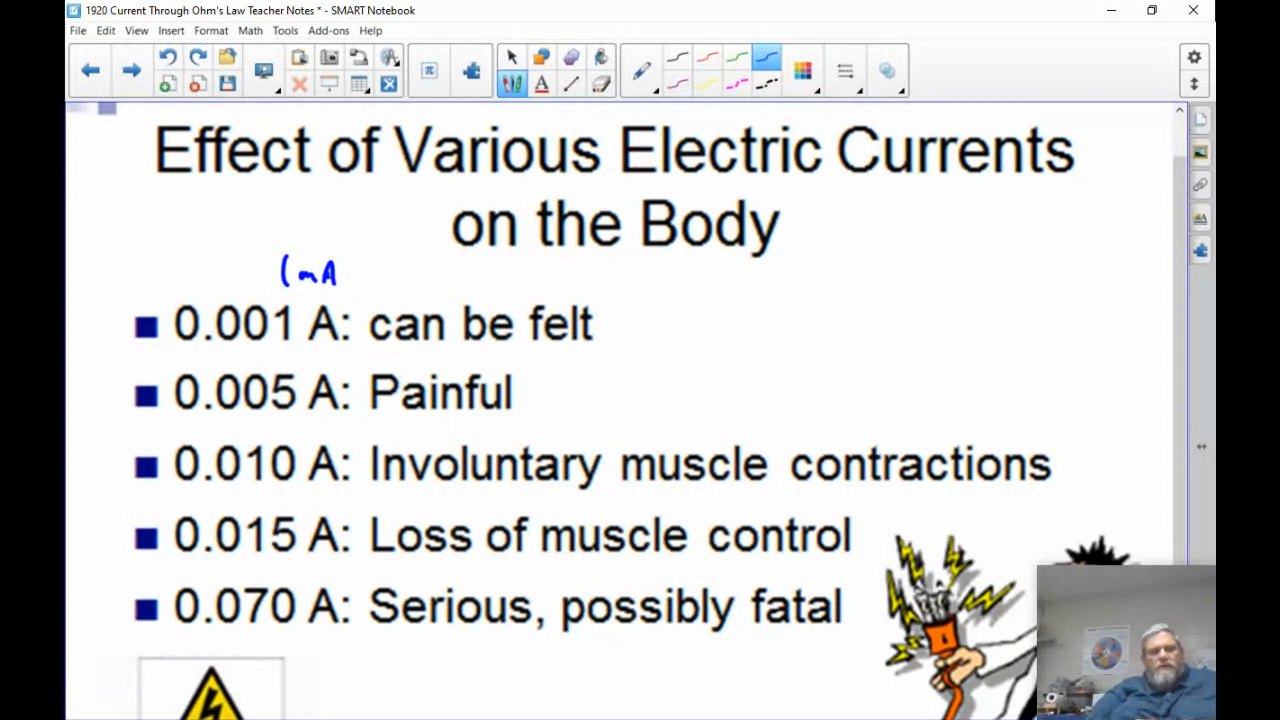 1920 Current Through Ohm's Law Teacher Notes * - SMART Notebook
File Edit View Insert Format Math Tools Add-ons Help
Effect of Various Electric Currents
on the Body
1 mA
0.001 A: can be felt
0.005 A: Painful
0.010 A: Involuntary muscle contractions
0.015 A: Loss of muscle control
0.070 A: Serious, possibly fatal